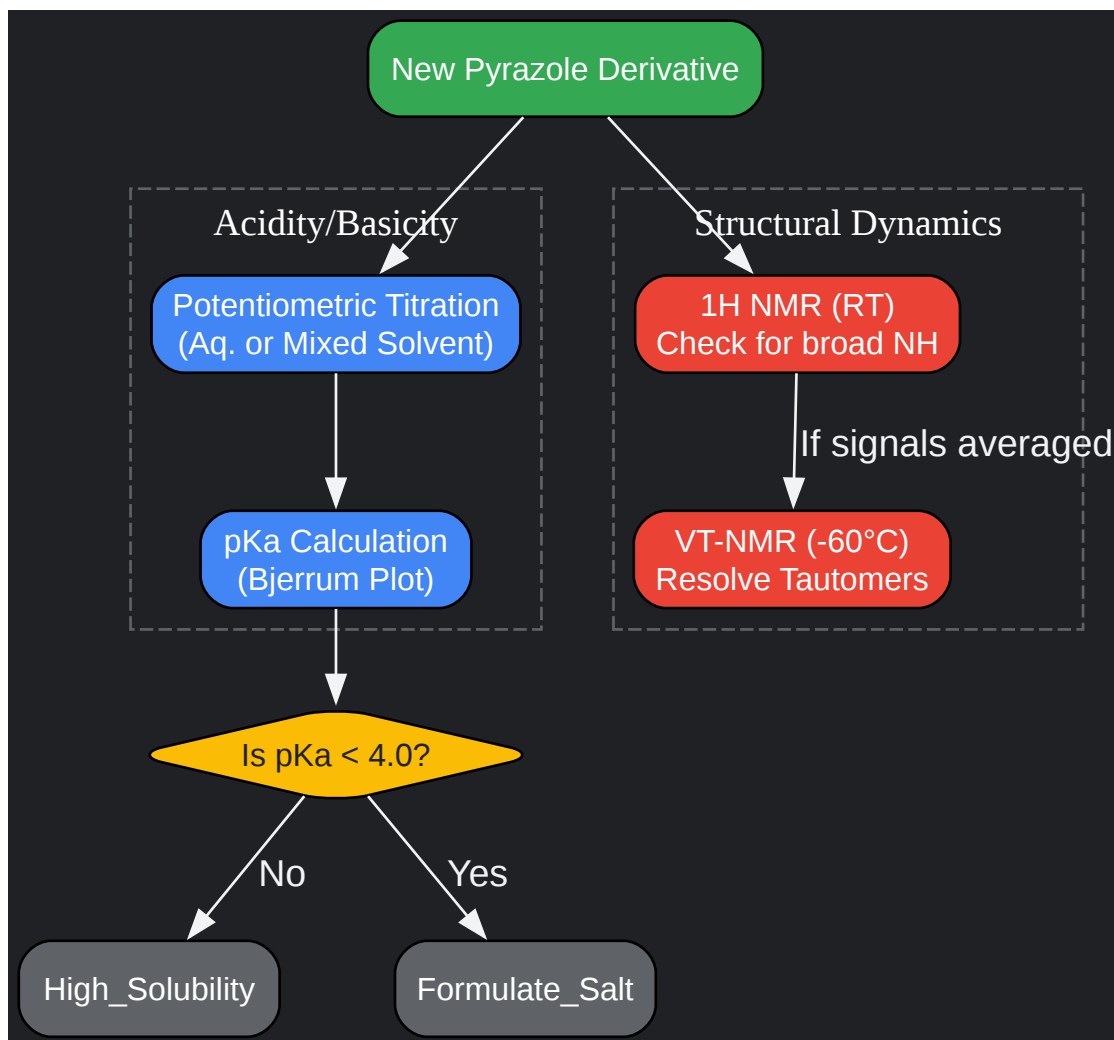 New Pyrazole Derivative
Acidity/Basicity
Potentiometric Titration
(Aq. or Mixed Solvent)
pKa Calculation
(Bjerrum Plot)
Structural Dynamics
1H NMR (RT)
Check for broad NH
If signals averaged
VT-NMR (-60°C)
Resolve Tautomers
Is pKa < 4.0?
No
Yes
High_Solubility
Formulate_Salt